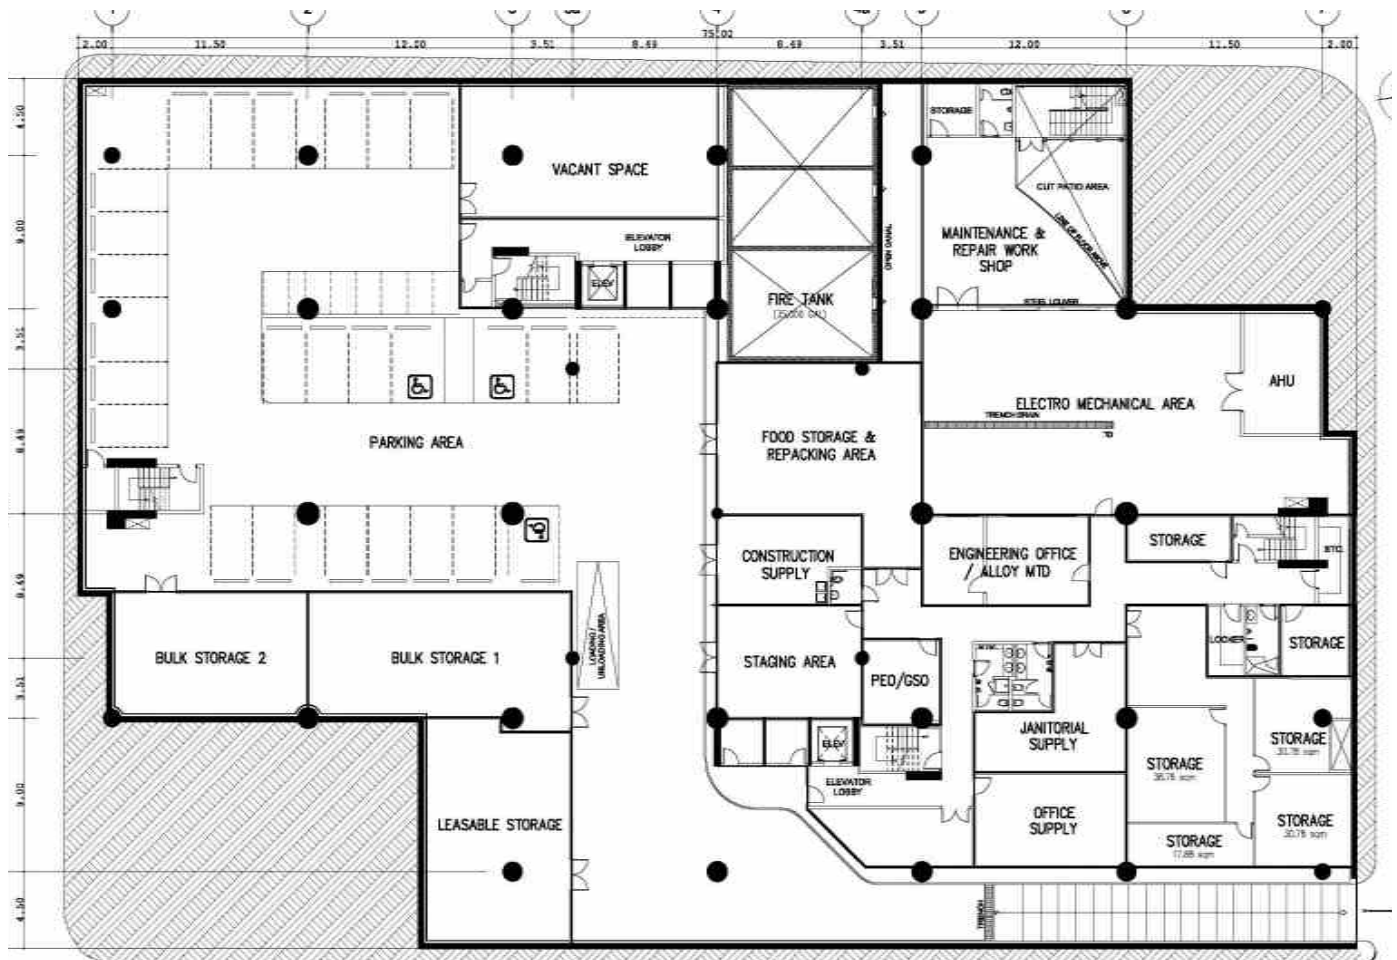 75.02
2.00 11.50 12.00 3.51 8.49 8.49 3.51 12.00 11.50 2.00
4.50
9.00
3.51
8.49
8.49
3.51
9.00
4.50
STORAGE
VACANT SPACE
CUT PATIO AREA
LINE OF FLOOR ABOVE
OPEN CANAL
MAINTENANCE &
REPAIR WORK
SHOP
ELEVATOR
LOBBY
ELEV
FIRE TANK
STEEL LOUVER
AHU
ELECTRO MECHANICAL AREA
TRENCH DRAIN
PARKING AREA
FOOD STORAGE &
REPACKING AREA
CONSTRUCTION
SUPPLY
ENGINEERING OFFICE
/ ALLOY MTD
STORAGE
LOADING /
UNLOADING AREA
BULK STORAGE 2
BULK STORAGE 1
STAGING AREA
PEO/GSO
LOCKER
STORAGE
JANITORIAL
SUPPLY
STORAGE
STORAGE
ELEV
ELEVATOR
LOBBY
LEASABLE STORAGE
OFFICE
SUPPLY
STORAGE
STORAGE
TRENCH